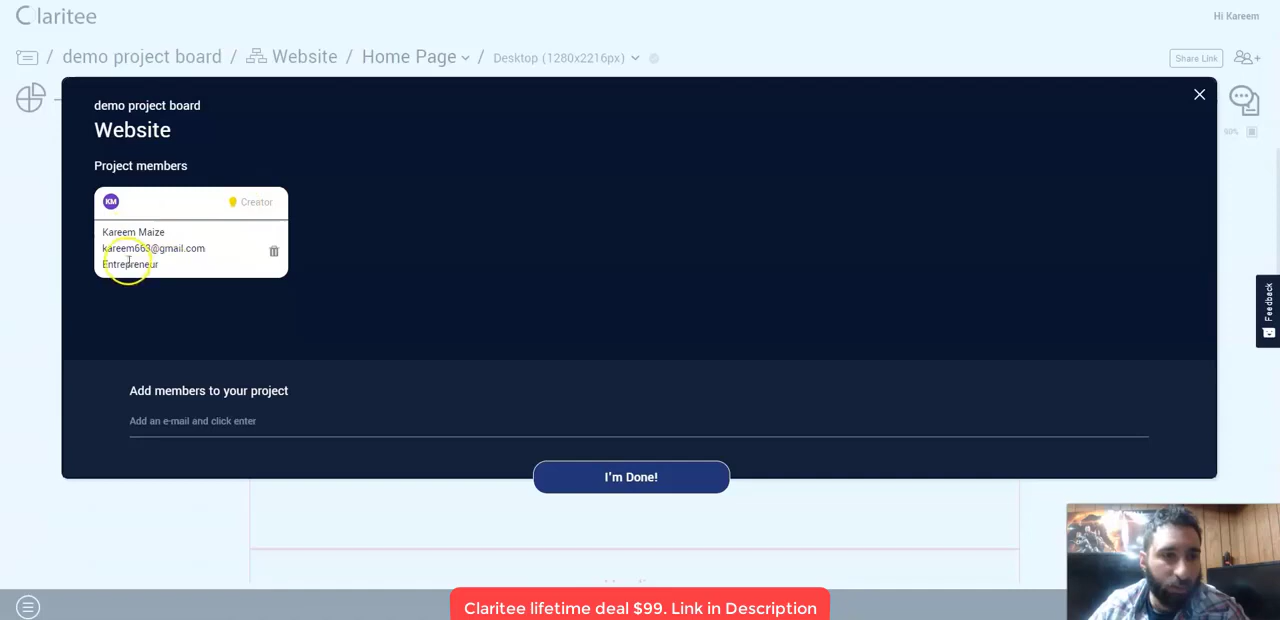 Claritee
Hi Kareem
/ demo project board / Website / Home Page / Desktop (1280x2216px)
Share Link
demo project board
Website
90%
Project members
KM
Creator
Kareem Maize
kareem663@gmail.com
Entrepreneur
Feedback
Add members to your project
Add an e-mail and click enter
I'm Done!
Claritee lifetime deal $99. Link in Description